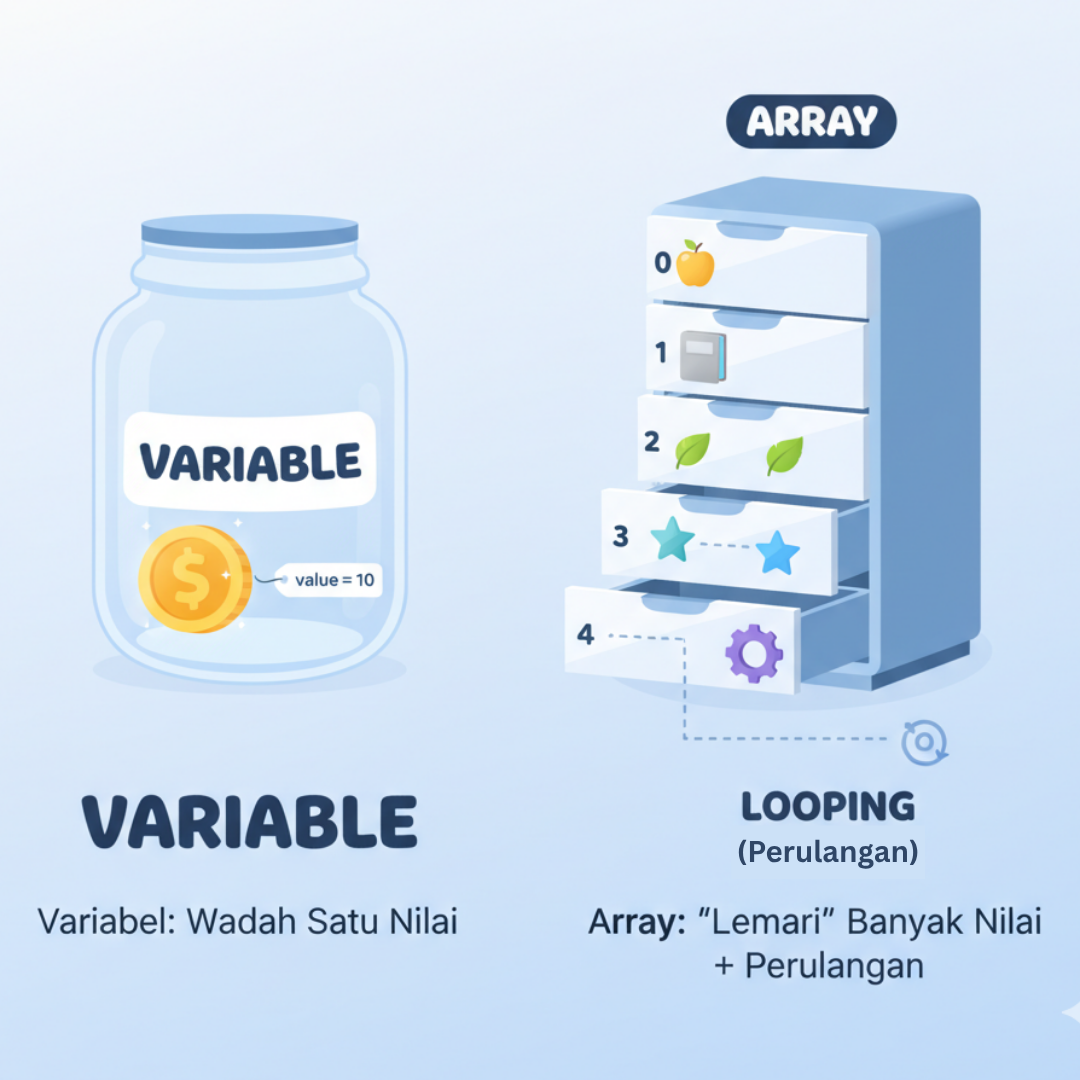 VARIABLE
value = 10
VARIABLE
Variabel: Wadah Satu Nilai
ARRAY
0
1
2
3
4
LOOPING
(Perulangan)
Array: "Lemari" Banyak Nilai
+ Perulangan